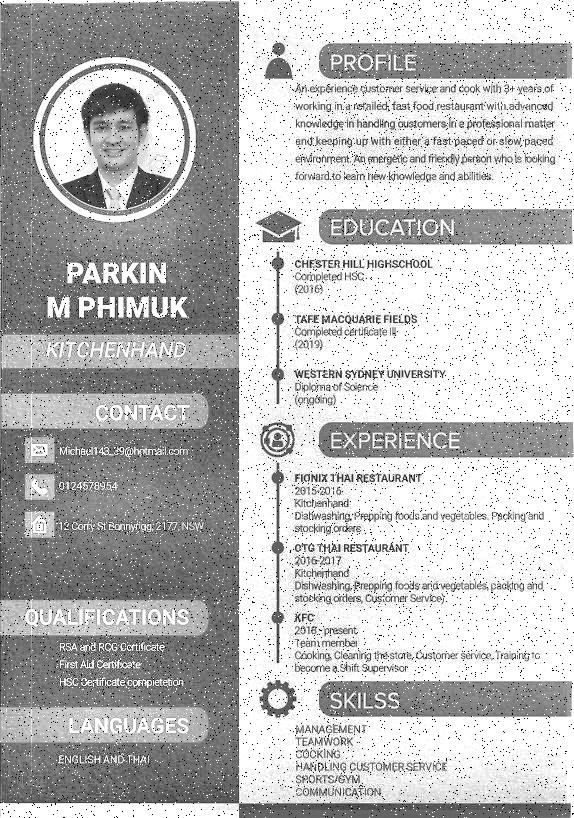 PARKIN
M PHIMUK
KITCHENHAND
CONTACT
Michael143_39@hotmail.com
0124578954
12 Corry St Bonnyrigg, 2177, NSW
QUALIFICATIONS
RSA and RCG Certificate
First Aid Certificate
HSC Certificate completetion
LANGUAGES
ENGLISH AND THAI
PROFILE
An experience customer service and cook with 3+ years of
working in a retailed, fast food restaurant with advanced
knowledge in handling customers in a professional matter
and keeping up with either a fast paced or slow paced
environment. An energetic and friendly person who is looking
forward to learn new knowledge and abilities.
EDUCATION
CHESTER HILL HIGHSCHOOL
Completed HSC
(2016)
TAFE MACQUARIE FIELDS
Completed certificate III
(2019)
WESTERN SYDNEY UNIVERSITY
Diploma of Science
(ongoing)
EXPERIENCE
FIONIX THAI RESTAURANT
2015-2016
Kitchenhand
Dishwashing, Prepping foods and vegetables, Packing and
stocking orders
OTG THAI RESTAURANT
2016-2017
Kitchenhand
Dishwashing, Prepping foods and vegetables, packing and
stocking orders, Customer Service)
KFC
2016 - present
Team member
Cooking, Cleaning the store, Customer service, Training to
become a Shift Supervisor
SKILSS
MANAGEMENT
TEAMWORK
COOKING
HANDLING CUSTOMER SERVICE
SPORTS/GYM
COMMUNICATION